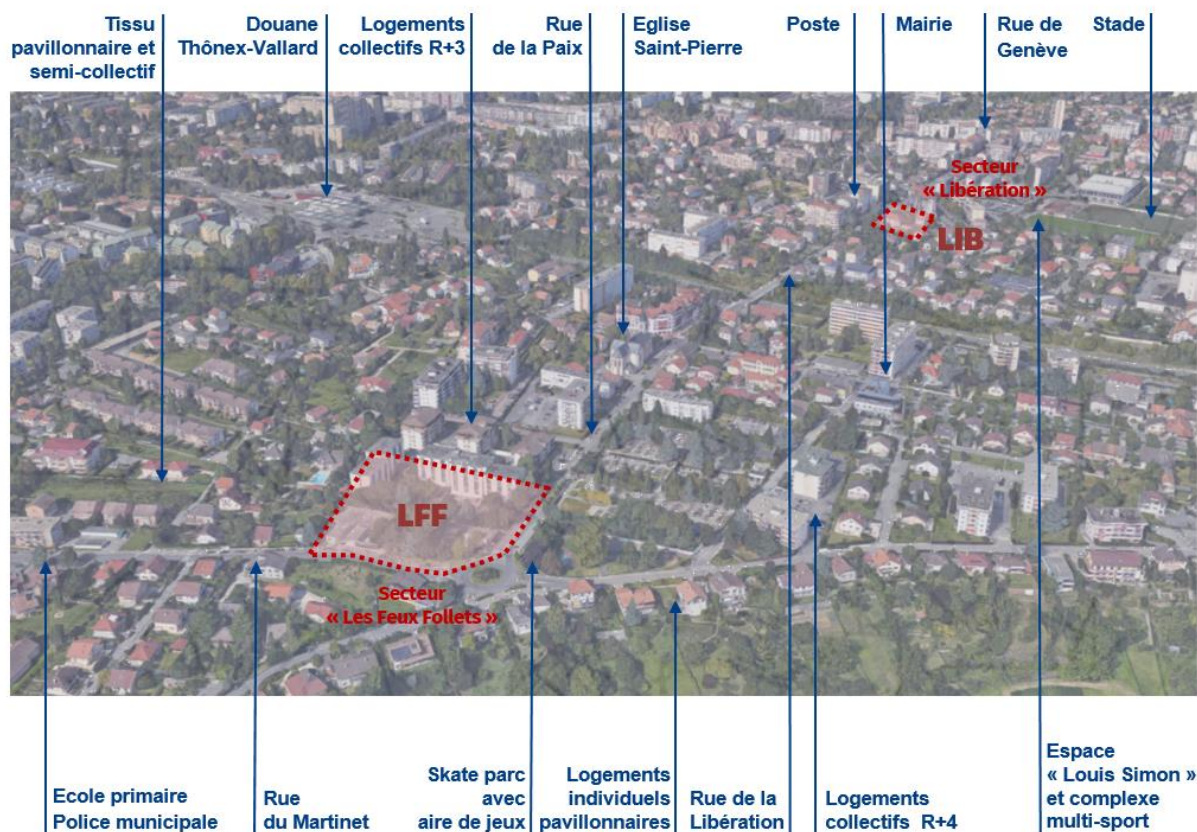 Tissu
pavillonnaire et
semi-collectif
Douane
Thônex-Vallard
Logements
collectifs R+3
Rue
de la Paix
Eglise
Saint-Pierre
Poste
Mairie
Rue de
Genève
Stade
Secteur
« Libération »
LIB
LFF
Secteur
« Les Feux Follets »
Ecole primaire
Police municipale
Rue
du Martinet
Skate parc
avec
aire de jeux
Logements
individuels
pavillonnaires
Rue de la
Libération
Logements
collectifs R+4
Espace
« Louis Simon »
et complexe
multi-sport